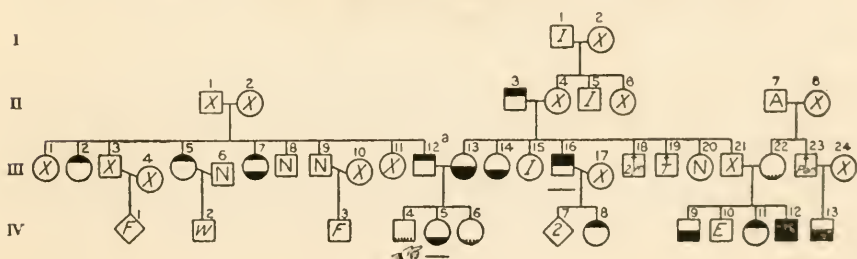 1 2
I I X
1 2 3 4 5 6 7 8
II X X X I X A X
a
1 2 3 4 5 6 7 8 9 10 11 12 13 14 15 16 17 18 19 20 21 22 23 24
III X X X N N N X X I X N X X
1 2 3 4 5 6 7 8 9 10 11 12 13
IV F W F 2 E